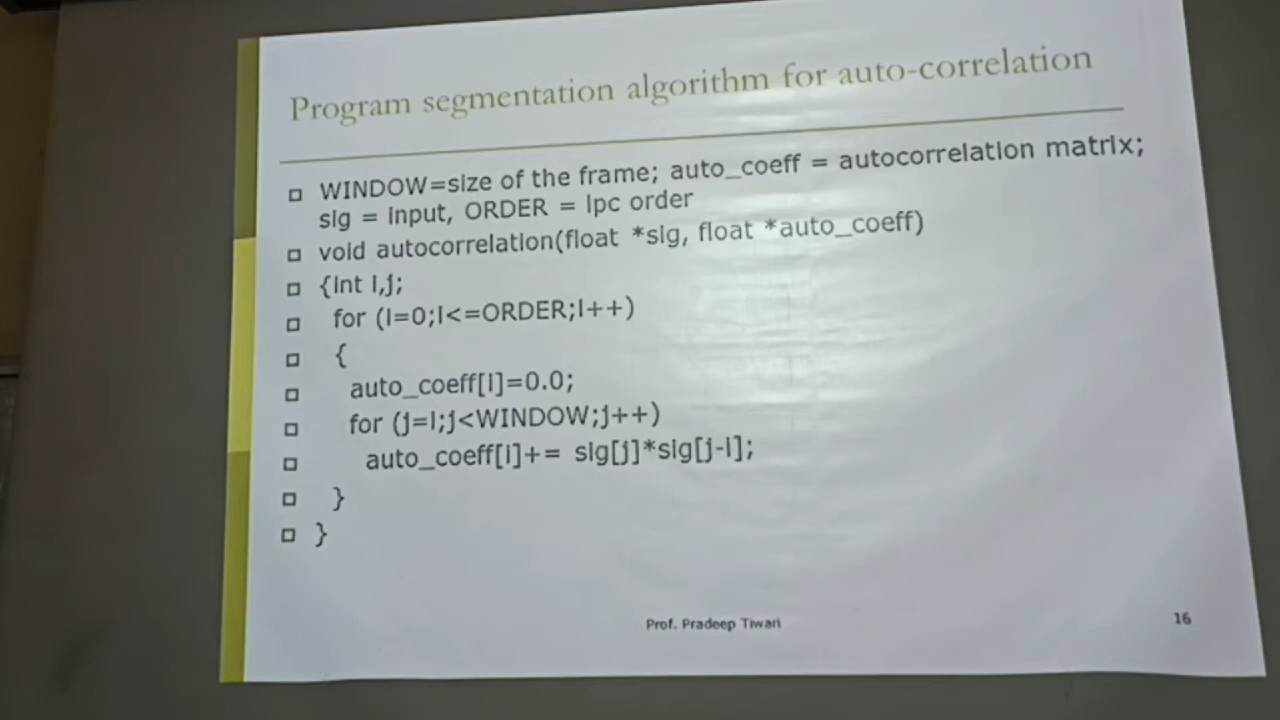 Program segmentation algorithm for auto-correlation
WINDOW=size of the frame; auto_coeff = autocorrelation matrix;
sig = input, ORDER = lpc order
void autocorrelation(float *sig, float *auto_coeff)
{int i,j;
for (i=0;i<=ORDER;i++)
{
auto_coeff[i]=0.0;
for (j=i;j<WINDOW;j++)
auto_coeff[i]+= sig[j]*sig[j-i];
}
}
Prof. Pradeep Tiwari
16